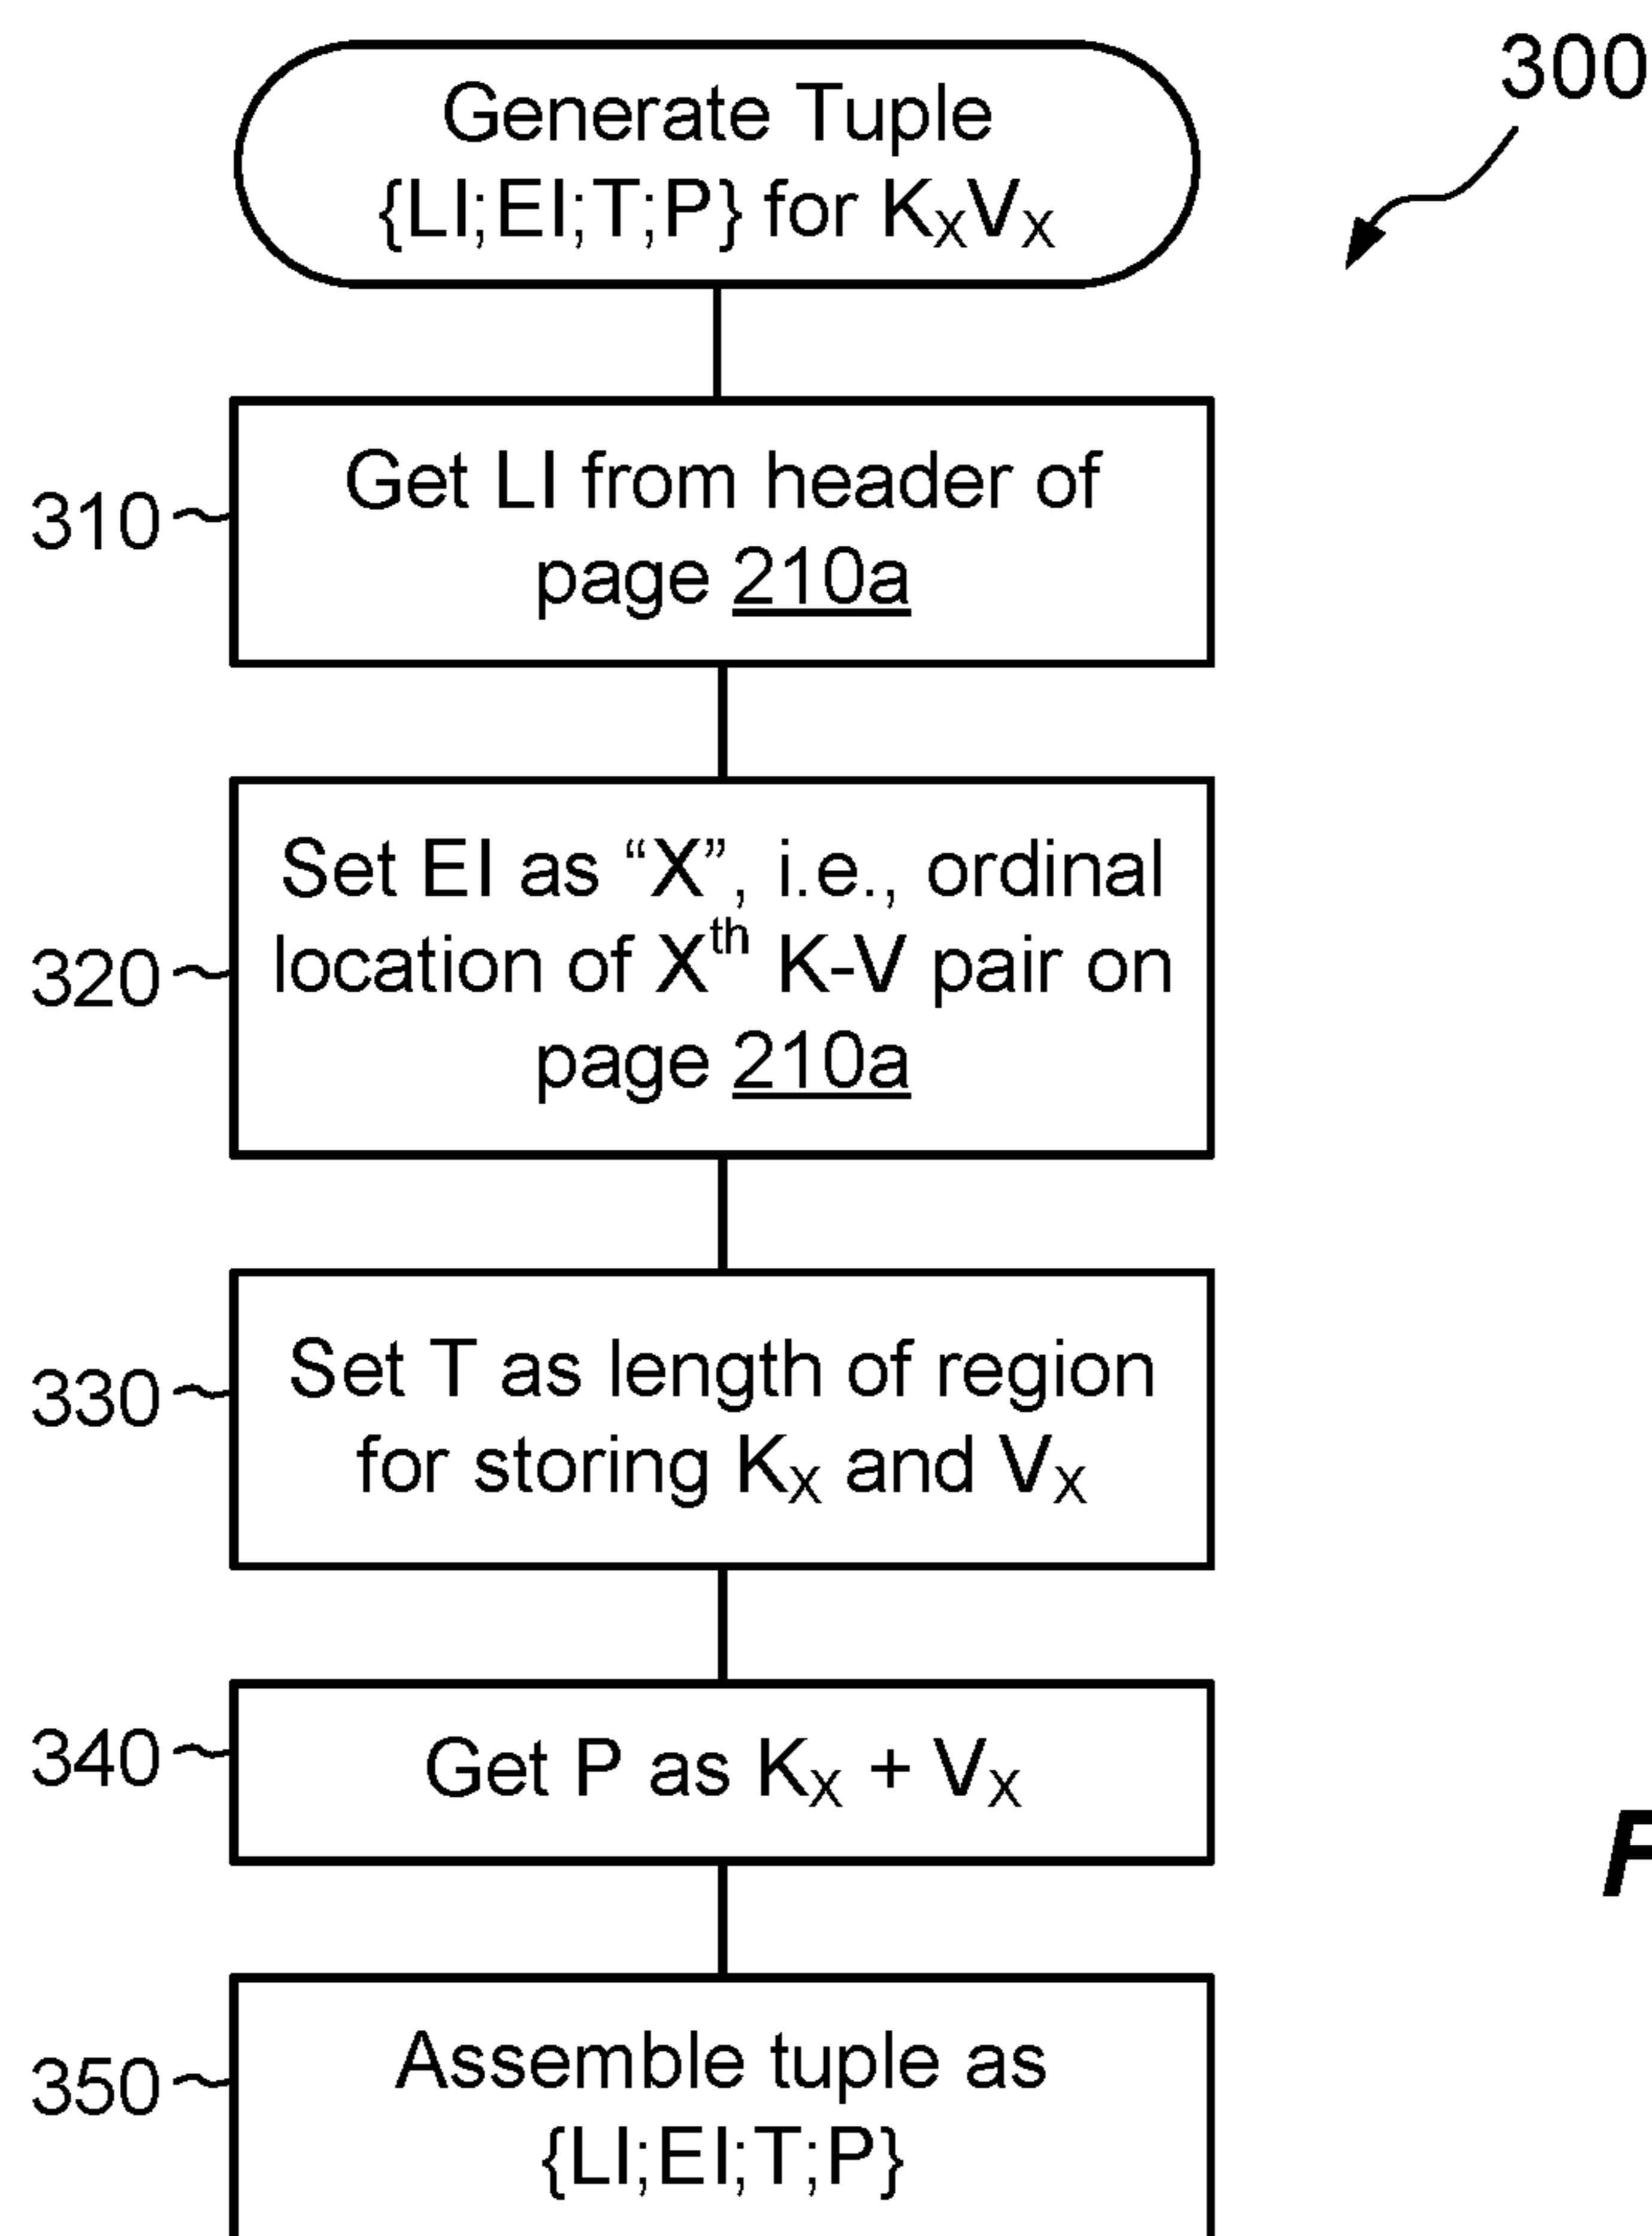 300
Generate Tuple
{LI;EI;T;P} for KXVX
310
Get LI from header of
page 210a
320
Set EI as “X”, i.e., ordinal
location of Xth K-V pair on
page 210a
330
Set T as length of region
for storing KX and VX
340
Get P as KX + VX
350
Assemble tuple as
{LI;EI;T;P}